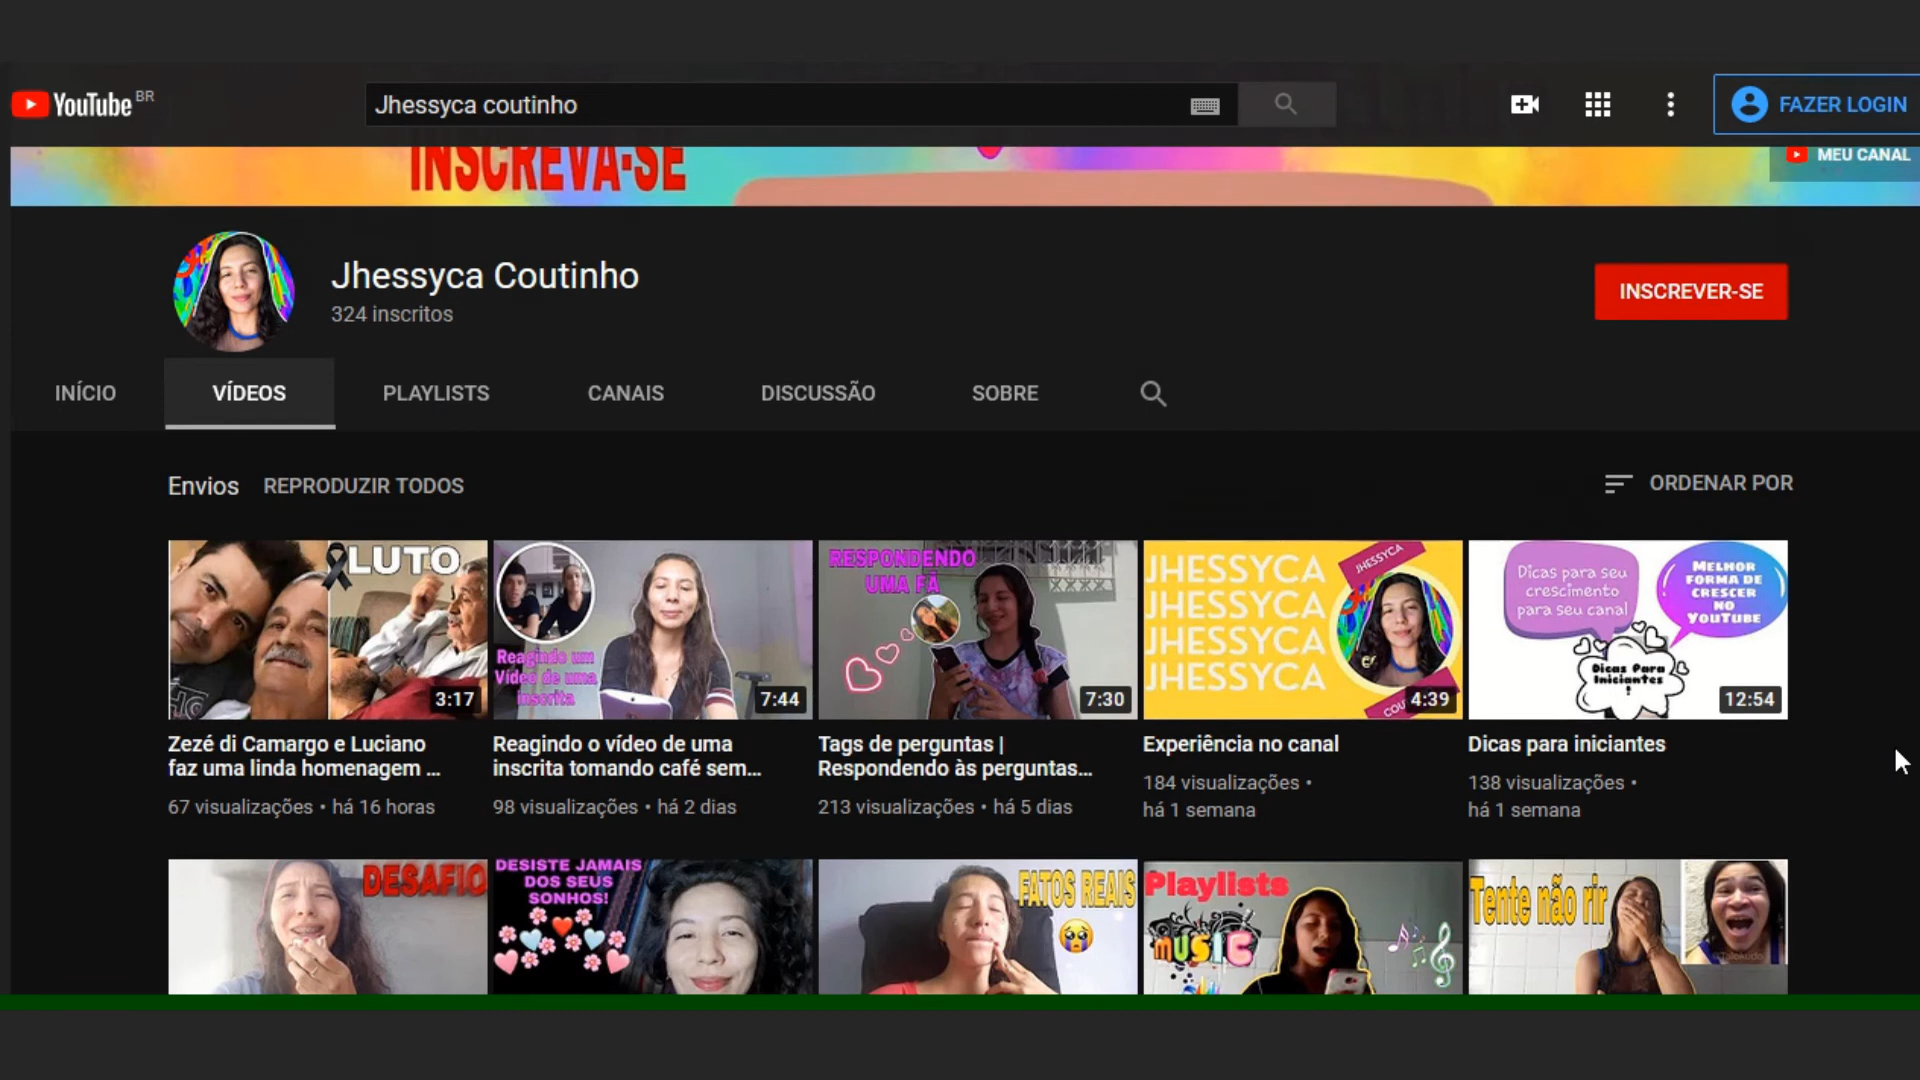 YouTube BR
Jhessyca coutinho
FAZER LOGIN
INSCREVA-SE
MEU CANAL
Jhessyca Coutinho
324 inscritos
INSCREVER-SE
INÍCIO
VÍDEOS
PLAYLISTS
CANAIS
DISCUSSÃO
SOBRE
Envios
REPRODUZIR TODOS
ORDENAR POR
LUTO
3:17
Reagindo um
Vídeo de uma
inscrita
7:44
RESPONDENDO
UMA FÃ
7:30
JHESSYCA
JHESSYCA
JHESSYCA
JHESSYCA
JHESSYCA
COU
4:39
Dicas para seu
crescimento
para seu canal
MELHOR
FORMA DE
CRESCER
NO
YOUTUBE
Dicas Para
Iniciantes
!
12:54
Zezé di Camargo e Luciano
faz uma linda homenagem ...
67 visualizações • há 16 horas
Reagindo o vídeo de uma
inscrita tomando café sem...
98 visualizações • há 2 dias
Tags de perguntas |
Respondendo às perguntas...
213 visualizações • há 5 dias
Experiência no canal
184 visualizações •
há 1 semana
Dicas para iniciantes
138 visualizações •
há 1 semana
DESAFIO
DESISTE JAMAIS
DOS SEUS
SONHOS!
FATOS REAIS
Playlists
MUSIC
Tente não rir